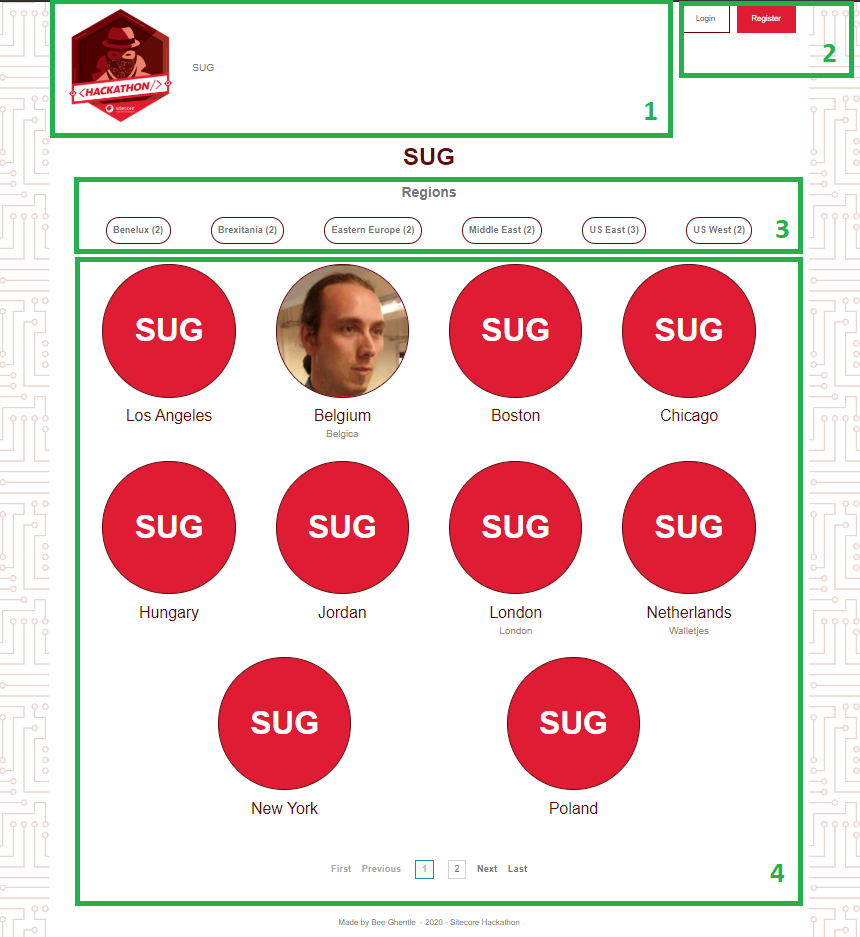 Login
Register
2
<HACKATHON/>
sitecore
SUG
1
SUG
Regions
Benelux (2)
Brexitania (2)
Eastern Europe (2)
Middle East (2)
US East (3)
US West (2)
3
SUG
SUG
SUG
Los Angeles
Belgium
Boston
Chicago
Belgica
SUG
SUG
SUG
SUG
Hungary
Jordan
London
Netherlands
London
Walletjes
SUG
SUG
New York
Poland
First
Previous
1
2
Next
Last
4
Made by Bee Ghentle - 2020 - Sitecore Hackathon